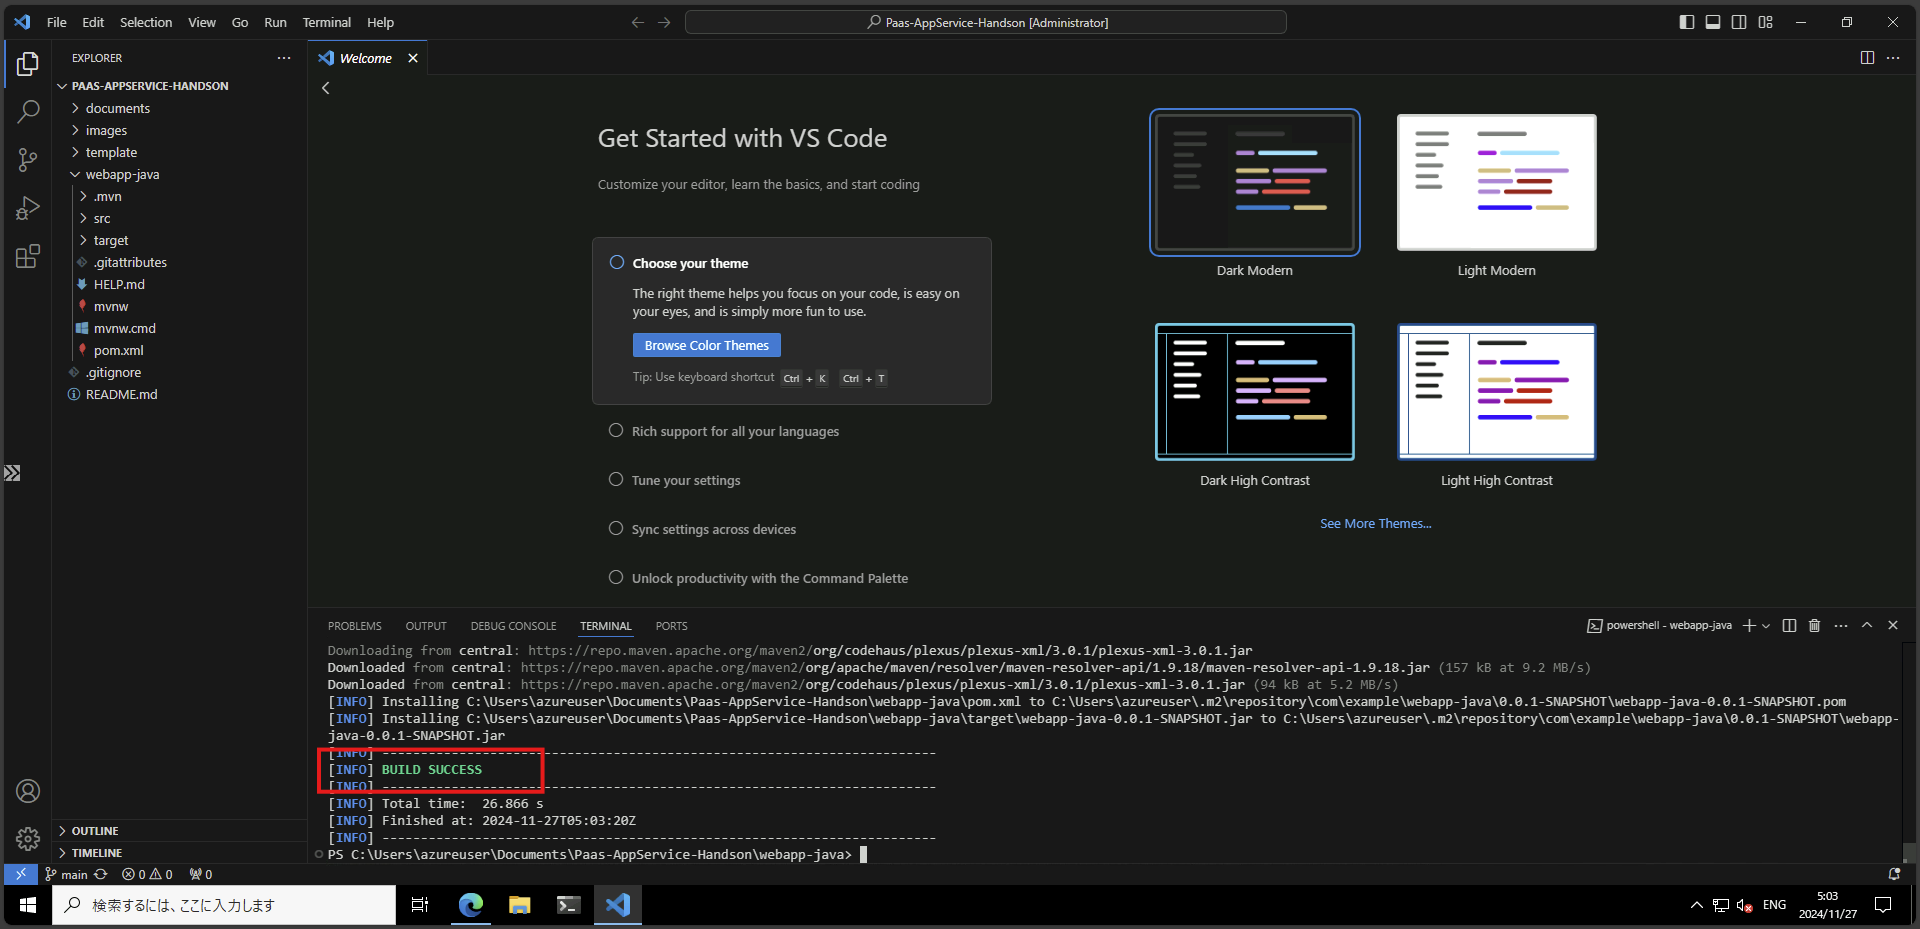 File Edit Selection View Go Run Terminal Help
Paas-AppService-Handson [Administrator]
EXPLORER
PAAS-APPSERVICE-HANDSON
documents
images
template
webapp-java
.mvn
src
target
.gitattributes
HELP.md
mvnw
mvnw.cmd
pom.xml
.gitignore
README.md
OUTLINE
TIMELINE
Welcome
Get Started with VS Code
Customize your editor, learn the basics, and start coding
Choose your theme
The right theme helps you focus on your code, is easy on
your eyes, and is simply more fun to use.
Browse Color Themes
Tip: Use keyboard shortcut Ctrl + K Ctrl + T
Rich support for all your languages
Tune your settings
Sync settings across devices
Unlock productivity with the Command Palette
Dark Modern
Light Modern
Dark High Contrast
Light High Contrast
See More Themes...
PROBLEMS OUTPUT DEBUG CONSOLE TERMINAL PORTS
powershell - webapp-java
Downloading from central: https://repo.maven.apache.org/maven2/org/codehaus/plexus/plexus-xml/3.0.1/plexus-xml-3.0.1.jar
Downloaded from central: https://repo.maven.apache.org/maven2/org/apache/maven/resolver/maven-resolver-api/1.9.18/maven-resolver-api-1.9.18.jar (157 kB at 9.2 MB/s)
Downloaded from central: https://repo.maven.apache.org/maven2/org/codehaus/plexus/plexus-xml/3.0.1/plexus-xml-3.0.1.jar (94 kB at 5.2 MB/s)
[INFO] Installing C:\Users\azureuser\Documents\Paas-AppService-Handson\webapp-java\pom.xml to C:\Users\azureuser\.m2\repository\com\example\webapp-java\0.0.1-SNAPSHOT\webapp-java-0.0.1-SNAPSHOT.pom
[INFO] Installing C:\Users\azureuser\Documents\Paas-AppService-Handson\webapp-java\target\webapp-java-0.0.1-SNAPSHOT.jar to C:\Users\azureuser\.m2\repository\com\example\webapp-java\0.0.1-SNAPSHOT\webapp-
java-0.0.1-SNAPSHOT.jar
[INFO] ------------------------------------------------------------------------
[INFO] BUILD SUCCESS
[INFO] ------------------------------------------------------------------------
[INFO] Total time:  26.866 s
[INFO] Finished at: 2024-11-27T05:03:20Z
[INFO] ------------------------------------------------------------------------
PS C:\Users\azureuser\Documents\Paas-AppService-Handson\webapp-java>
main 0 0 0
検索するには、ここに入力します
ENG
5:03
2024/11/27